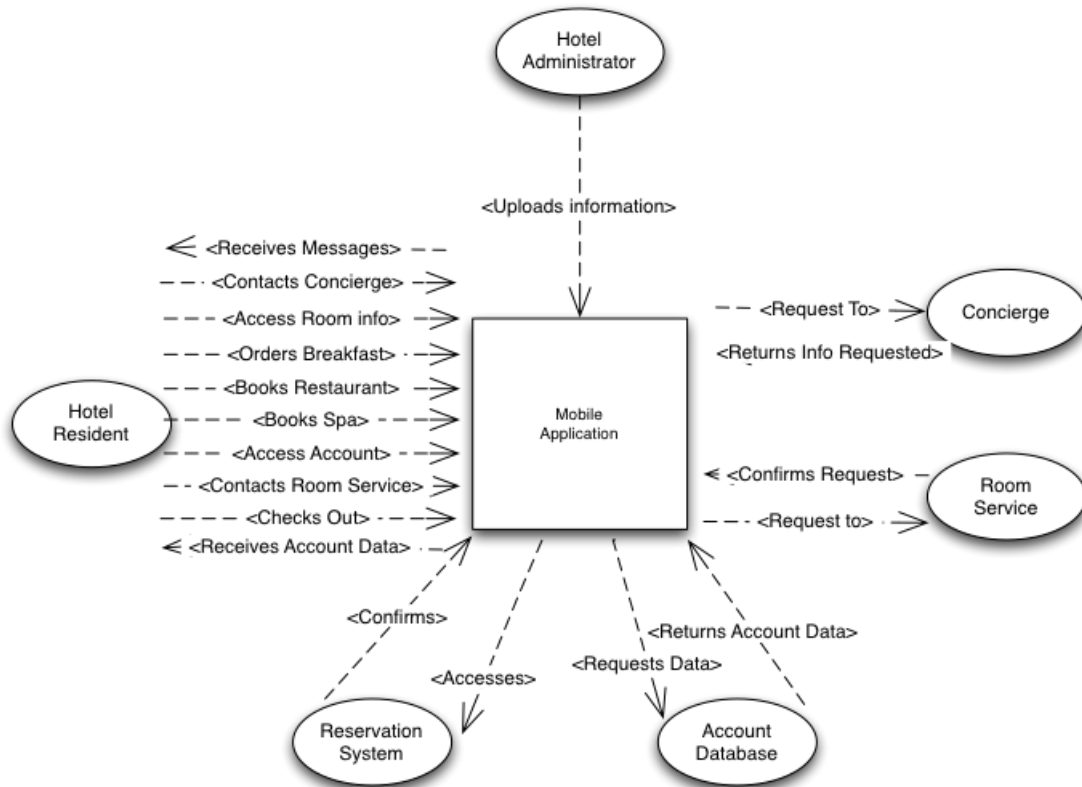 Hotel
Administrator
<Uploads information>
<Receives Messages>
<Contacts Concierge>
<Access Room info>
<Orders Breakfast>
<Books Restaurant>
<Books Spa>
<Access Account>
<Contacts Room Service>
<Checks Out>
<Receives Account Data>
Hotel
Resident
Mobile
Application
<Request To>
<Returns Info Requested>
Concierge
<Confirms Request>
<Request to>
Room
Service
<Confirms>
<Accesses>
<Returns Account Data>
<Requests Data>
Reservation
System
Account
Database